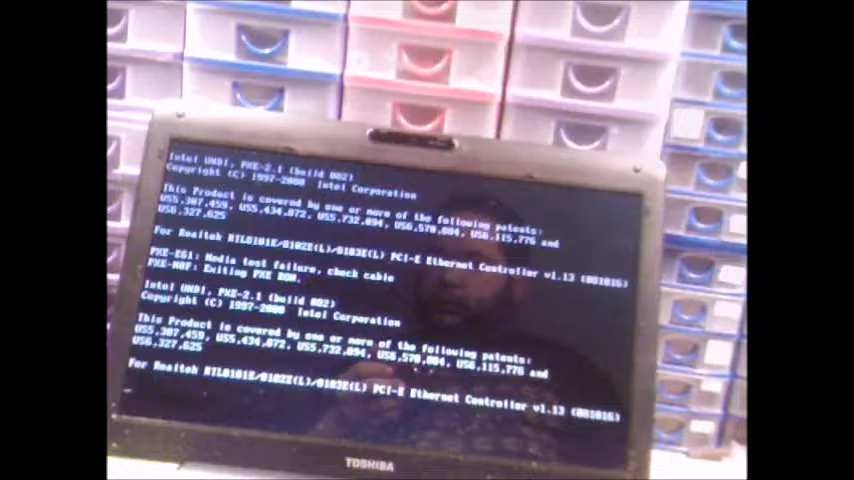 Intel UNDI, PXE-2.1 (build 082)
Copyright (C) 1997-2000 Intel Corporation
This Product is covered by one or more of the following patents:
US5,307,459, US5,434,872, US5,732,094, US6,570,884, US6,115,776 and
US6,327,625
For Realtek RTL8101E/8102E(L)/8103E(L) PCI-E Ethernet Controller v1.13 (081016)
PXE-E61: Media test failure, check cable
PXE-M0F: Exiting PXE ROM.
Intel UNDI, PXE-2.1 (build 082)
Copyright (C) 1997-2000 Intel Corporation
This Product is covered by one or more of the following patents:
US5,307,459, US5,434,872, US5,732,094, US6,570,884, US6,115,776 and
US6,327,625
For Realtek RTL8101E/8102E(L)/8103E(L) PCI-E Ethernet Controller v1.13 (081016)
TOSHIBA